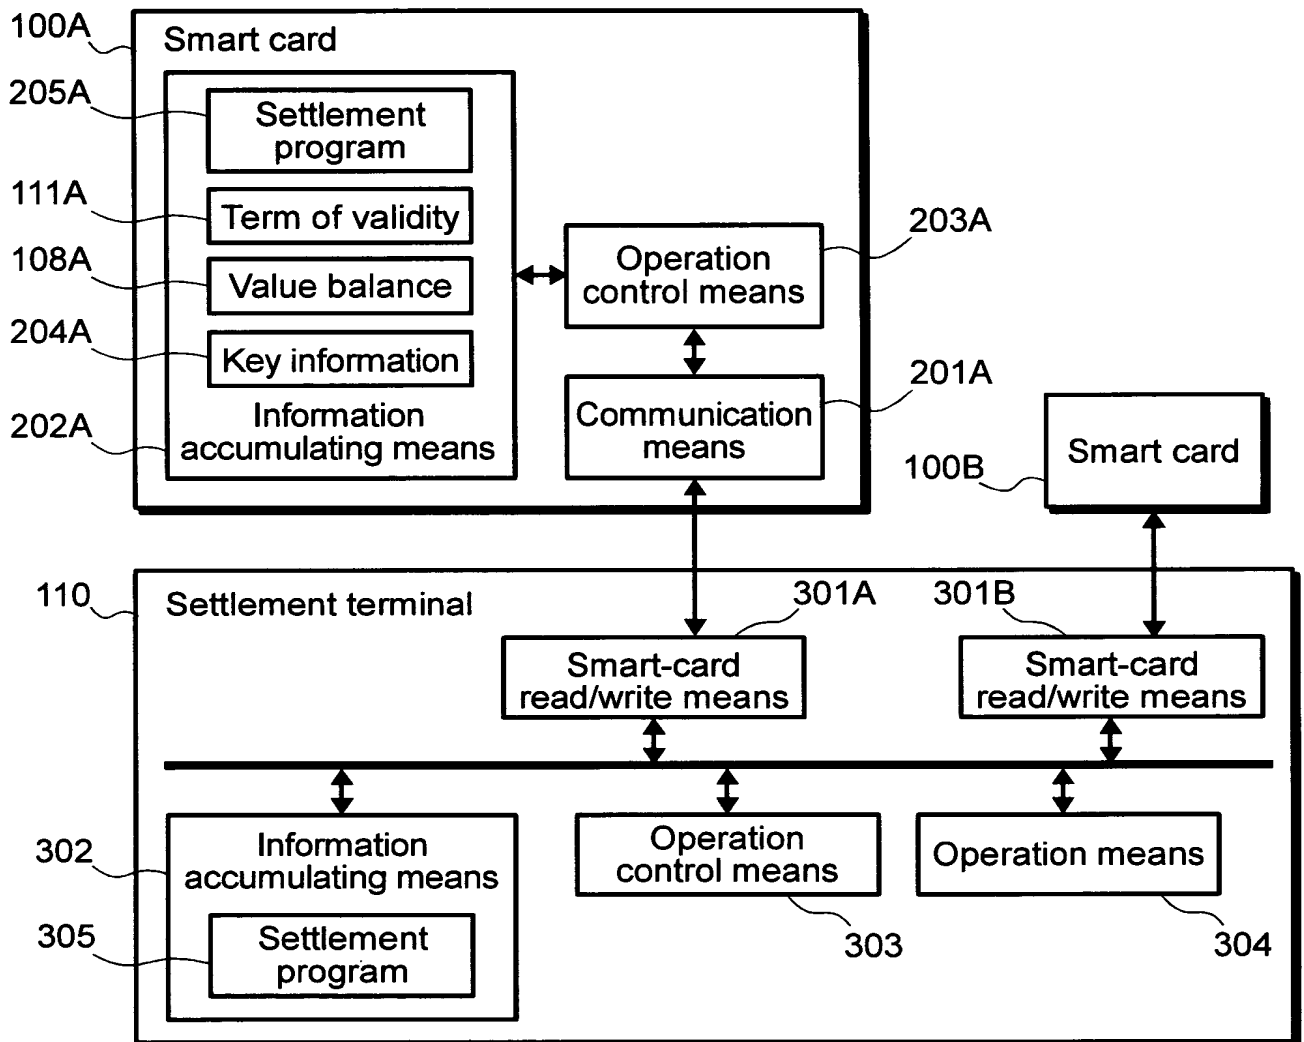 100A
Smart card
205A
Settlement
program
111A
Term of validity
203A
108A
Value balance
Operation
control means
204A
Key information
201A
202A
Information
accumulating means
Communication
means
100B
Smart card
110
Settlement terminal
301A
301B
Smart-card
read/write means
Smart-card
read/write means
302
Information
accumulating means
Operation
control means
Operation means
305
Settlement
program
303
304